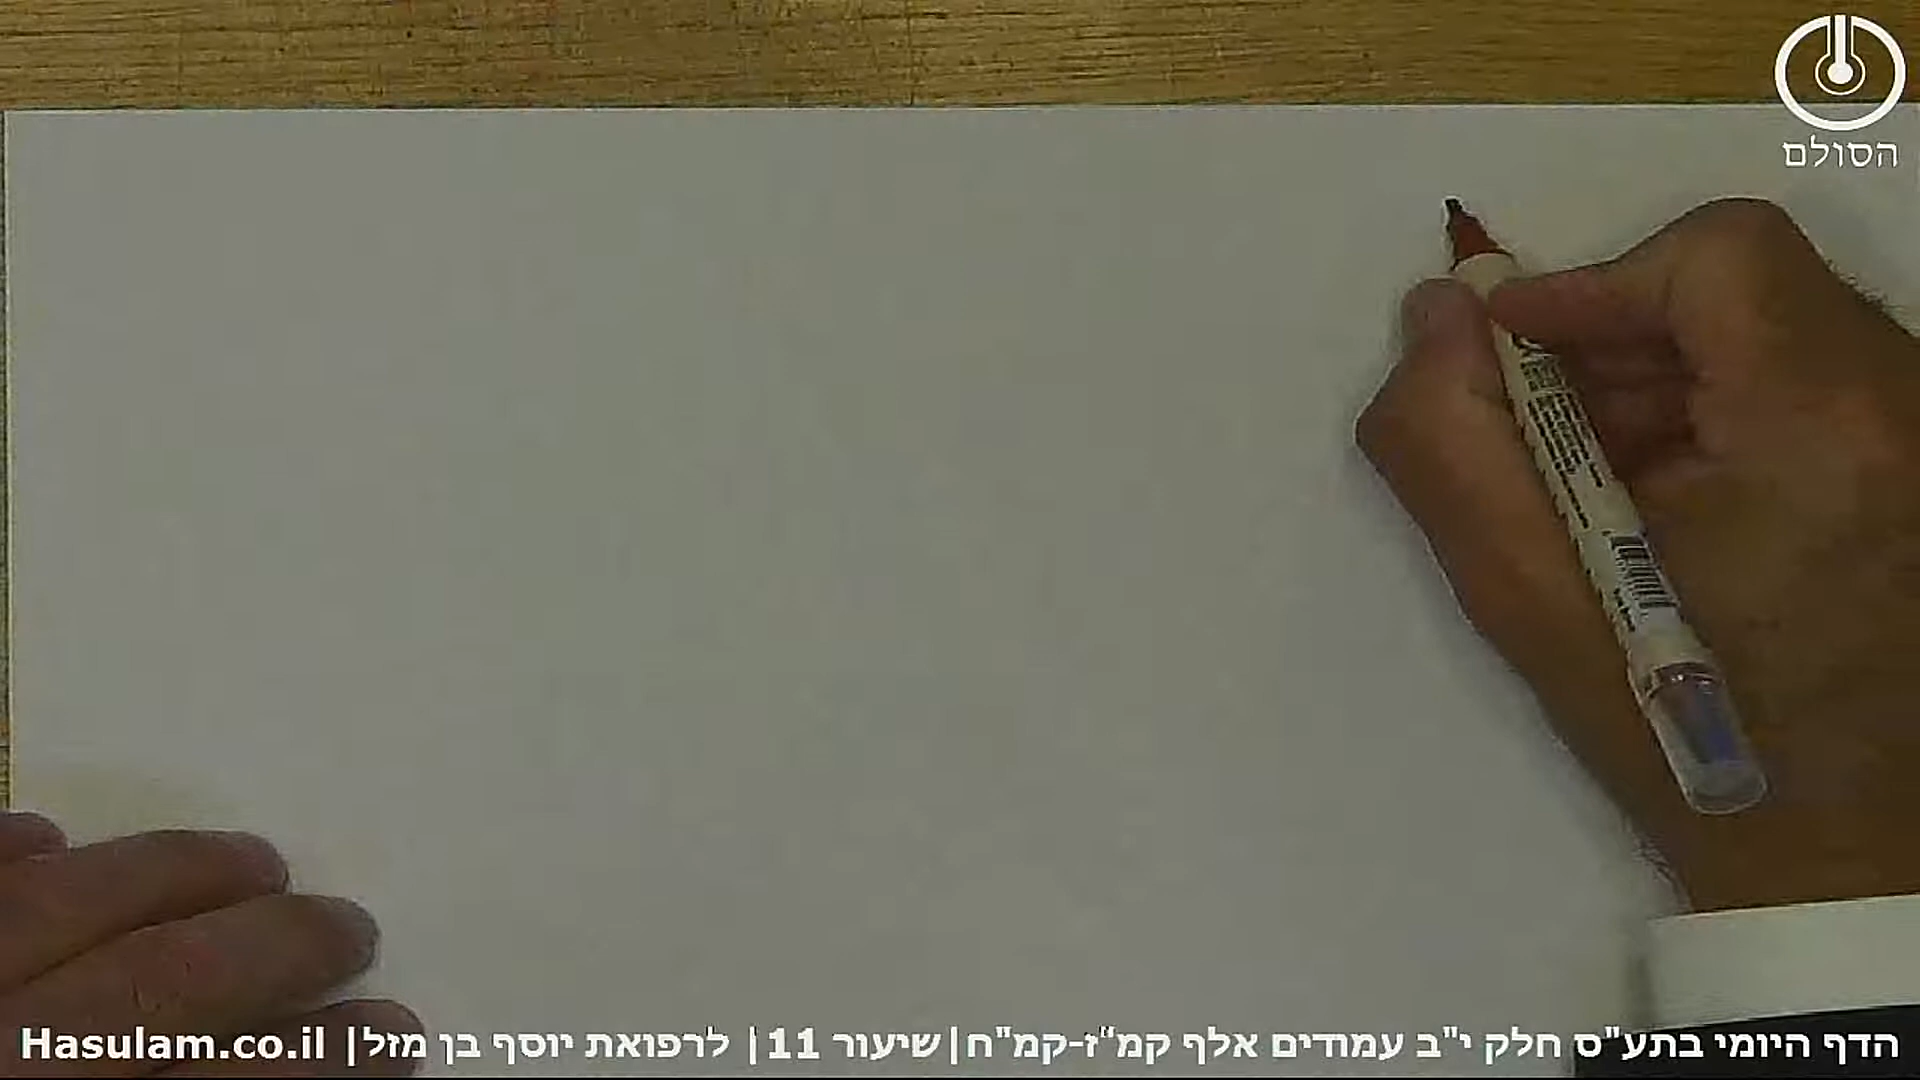 הסולם
הדף היומי בתע"ס חלק י"ב עמודים אלף קמ"ז-קמ"ח|שיעור 11| לרפואת יוסף בן מזל| Hasulam.co.il